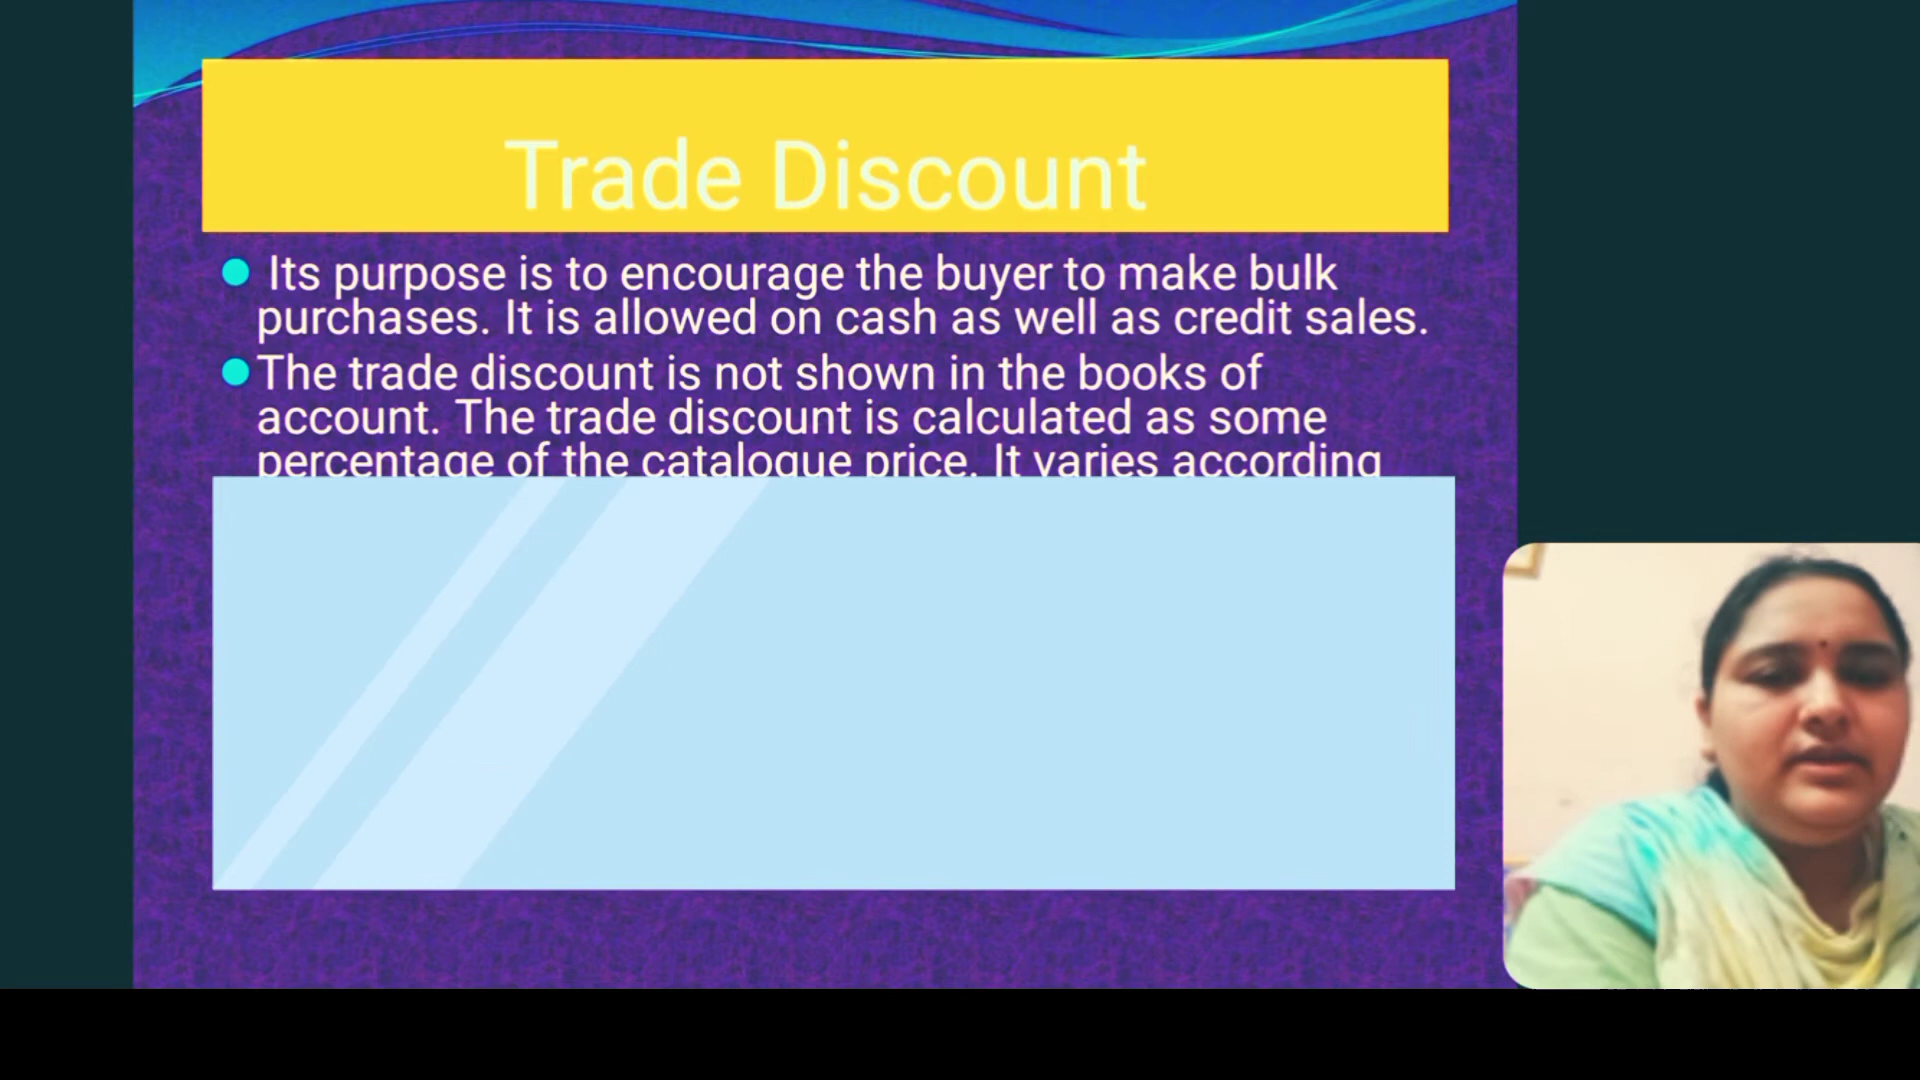 Trade Discount
Its purpose is to encourage the buyer to make bulk
purchases. It is allowed on cash as well as credit sales.
The trade discount is not shown in the books of
account. The trade discount is calculated as some
percentage of the catalogue price. It varies according